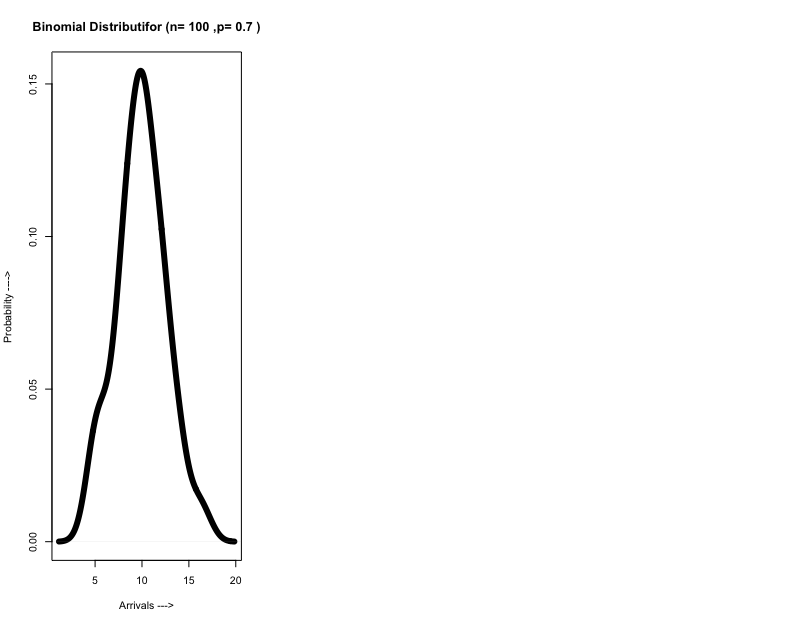 Binomial Distributifor (n= 100 ,p= 0.7 )
0.15
0.10
0.05
0.00
Probability ---->
5 10 15 20
Arrivals --->